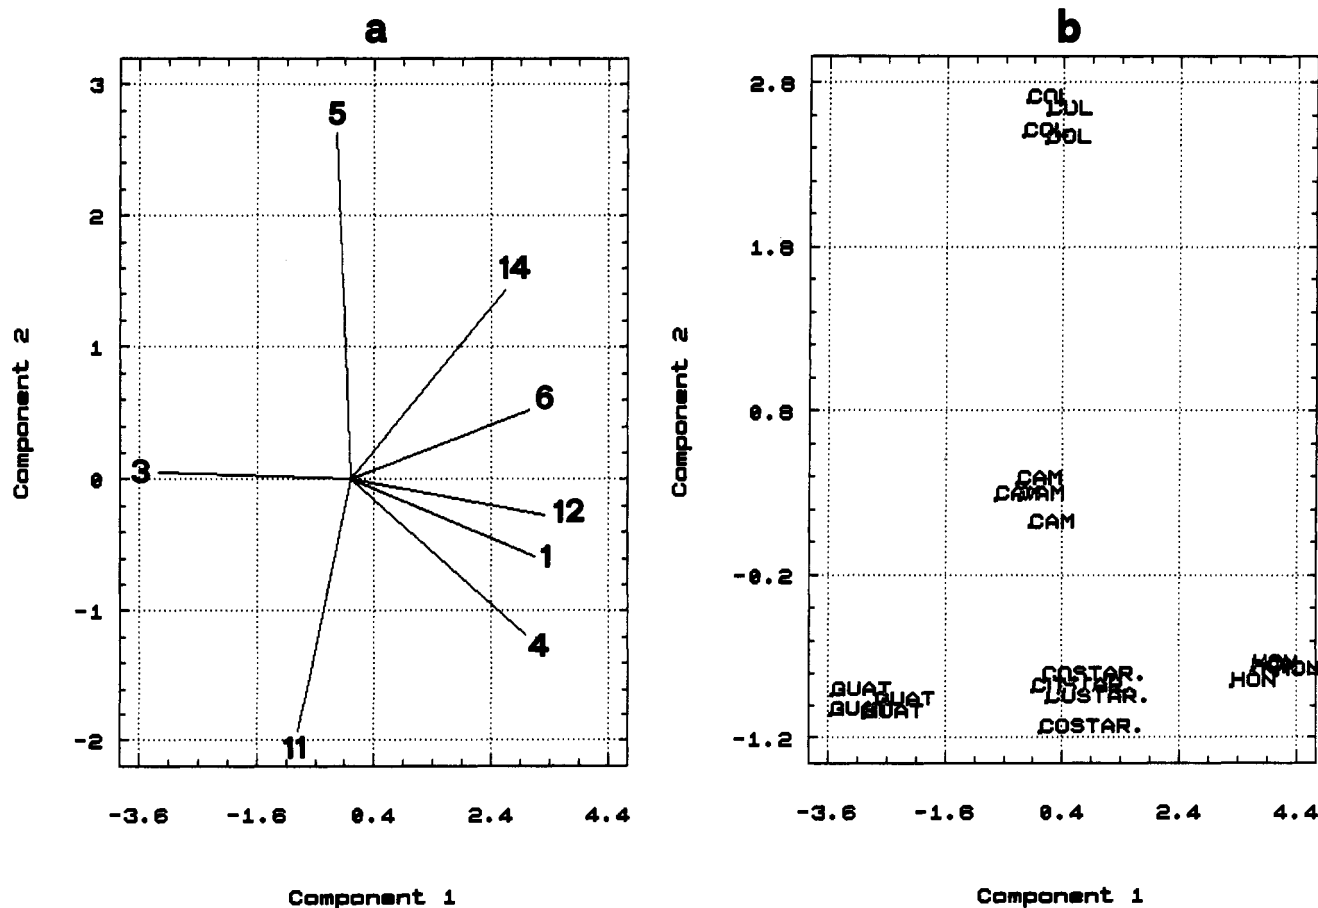 a
3
2
1
0
-1
-2
5
14
6
3
12
1
4
11
-3.6 -1.6 0.4 2.4 4.4
Component 1
Component 2
b
2.8
1.8
0.8
-0.2
-1.2
COL
COL
COL
COL
CAM
CAM
CAM
CAM
COSTAR.
COSTAR.
COSTAR.
COSTAR.
HON
HON
HON
HON
GUAT
GUAT
GUAT
GUAT
-3.6 -1.6 0.4 2.4 4.4
Component 1
Component 2